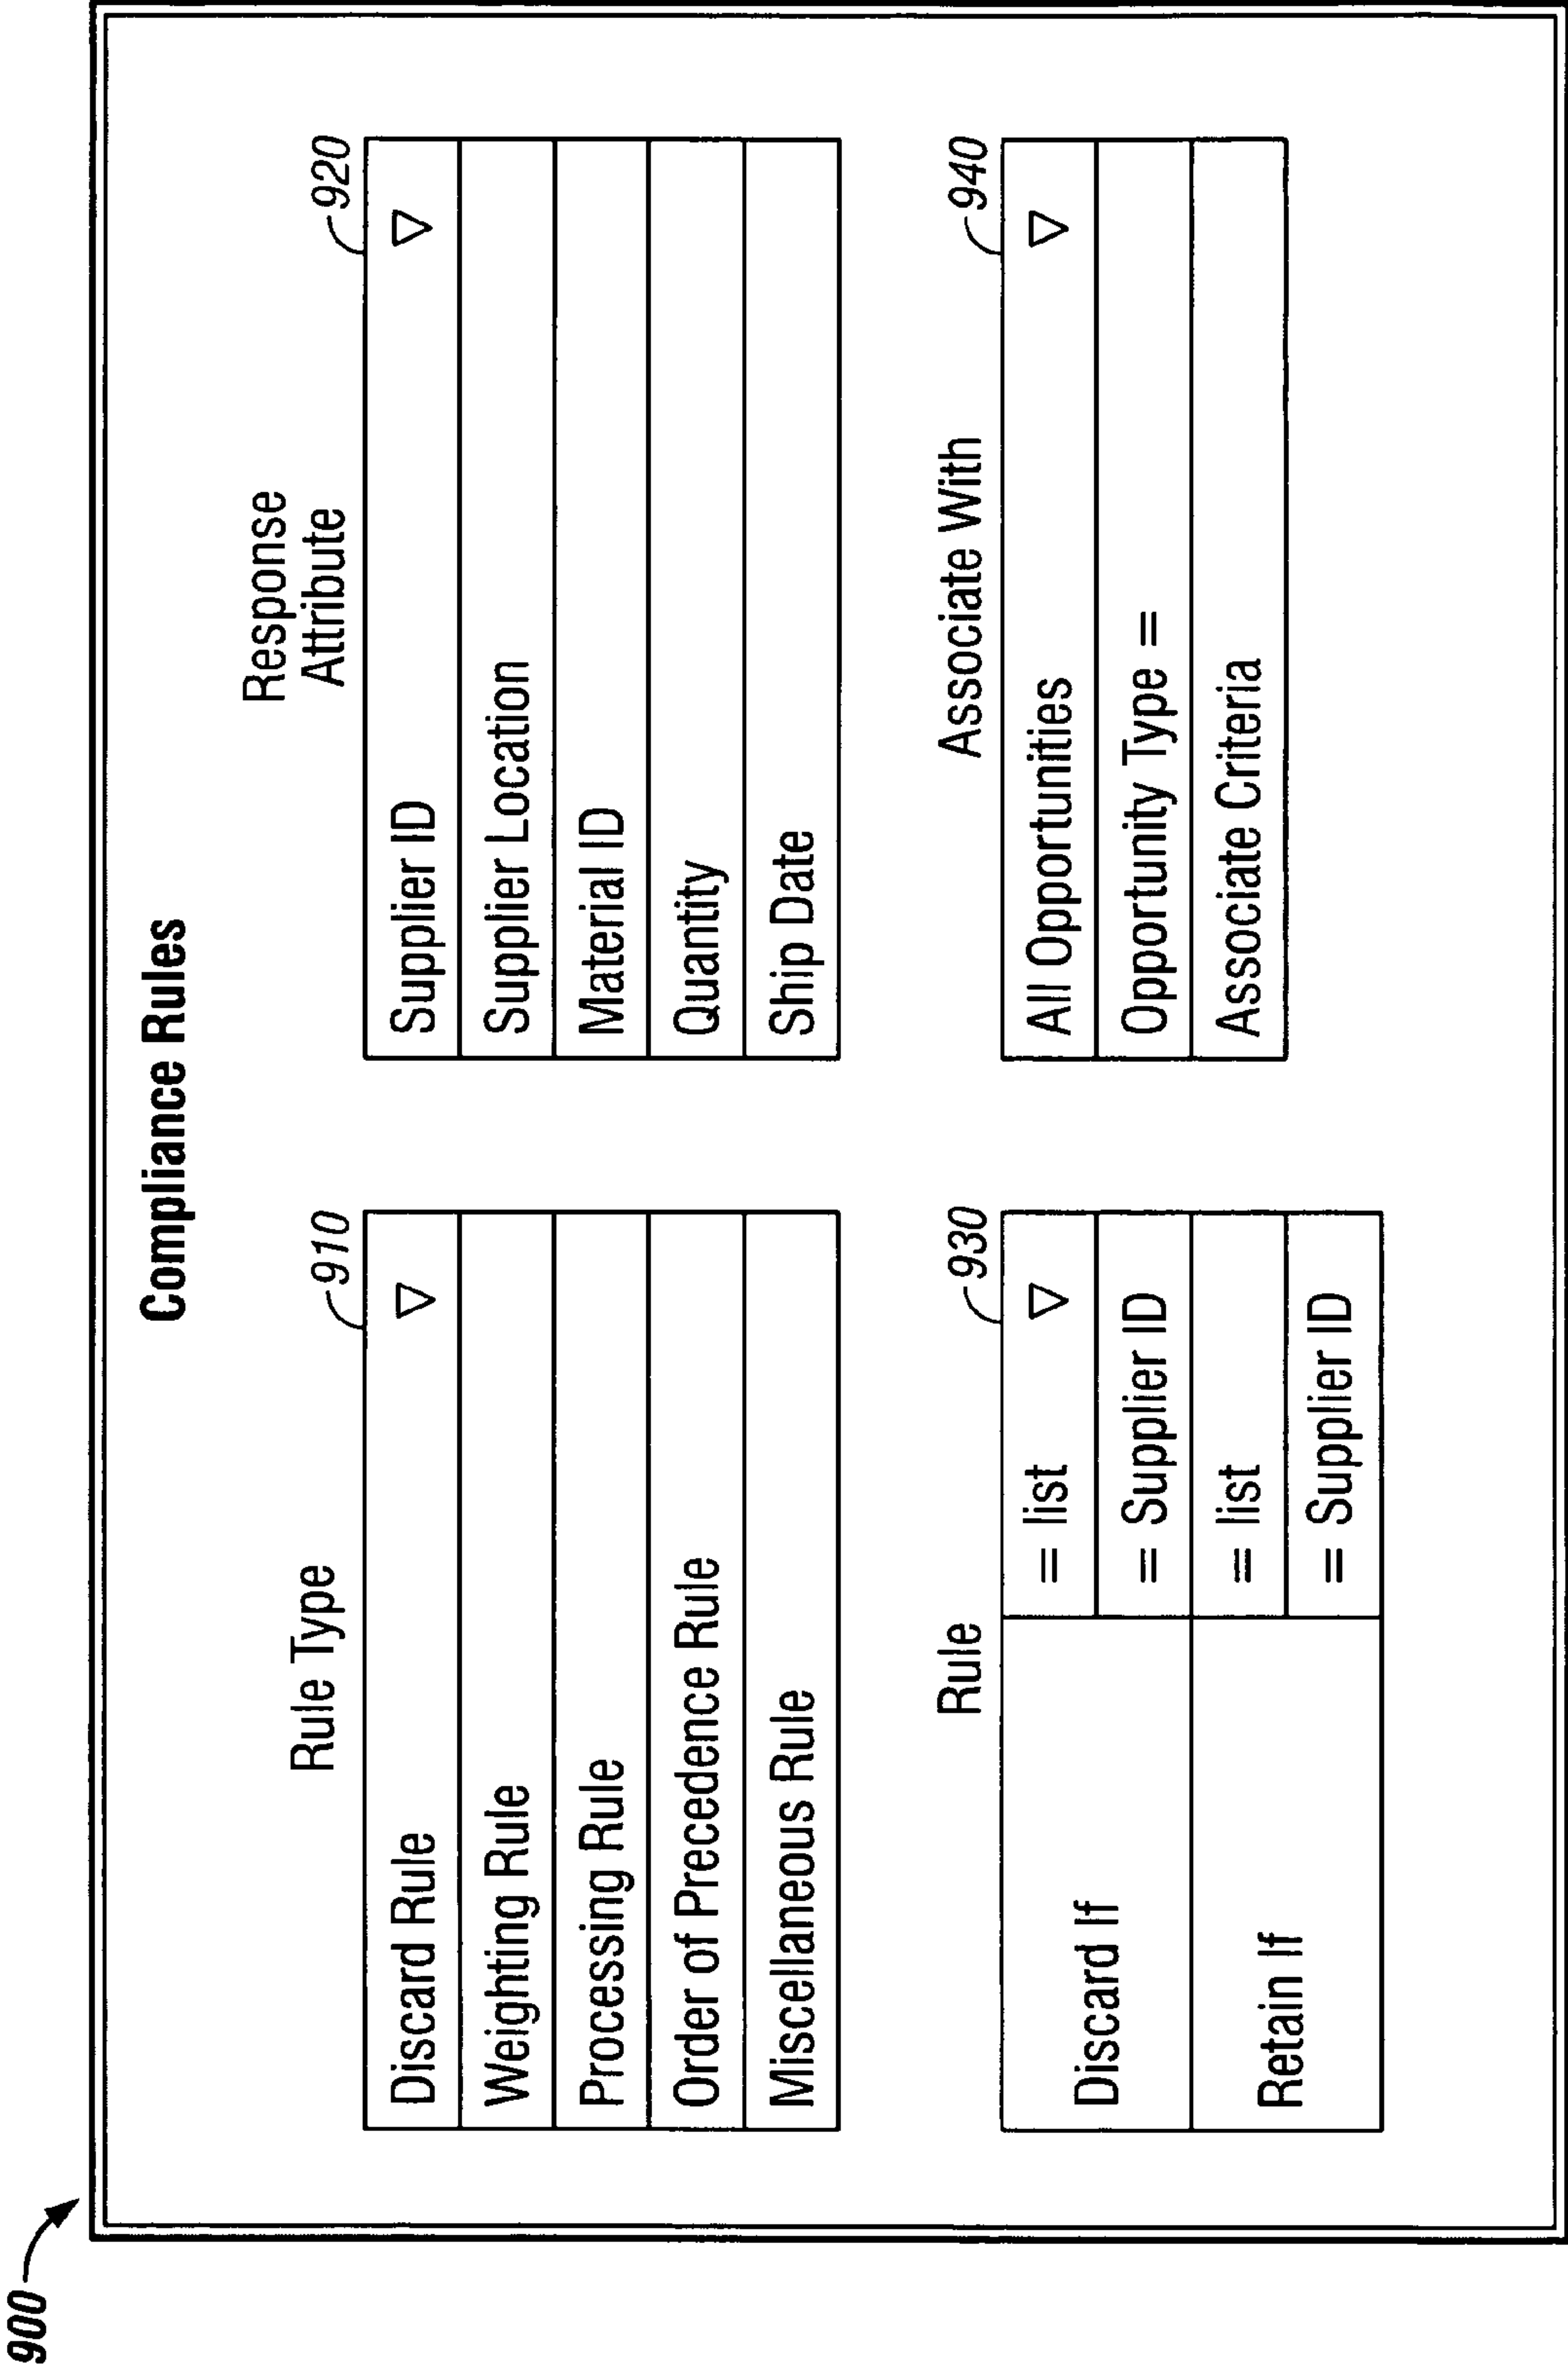 900
Compliance Rules
Rule Type
910
Discard Rule
Weighting Rule
Processing Rule
Order of Precedence Rule
Miscellaneous Rule
Response
Attribute
920
Supplier ID
Supplier Location
Material ID
Quantity
Ship Date
Rule
930
Discard If
= list
= Supplier ID
Retain If
= list
= Supplier ID
Associate With
940
All Opportunities
Opportunity Type =
Associate Criteria